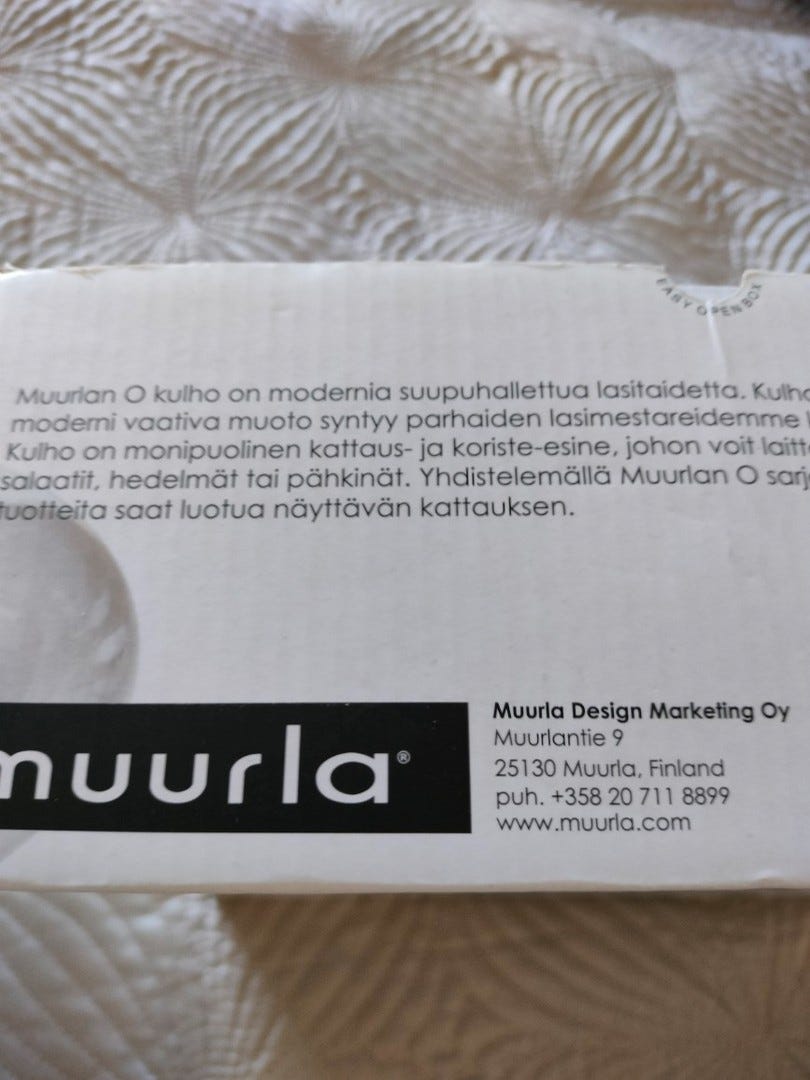 EASY OPEN BOX
Muurlan O kulho on modernia suupuhallettua lasitaidetta. Kulho
moderni vaativa muoto syntyy parhaiden lasimestareidemme
Kulho on monipuolinen kattaus- ja koriste-esine, johon voit
salaatit, hedelmät tai pähkinät. Yhdistelemällä Muurlan O
tuotteita saat luotua näyttävän kattauksen.
muurla®
Muurla Design Marketing Oy
Muurlantie 9
25130 Muurla, Finland
puh. +358 20 711 8899
www.muurla.com